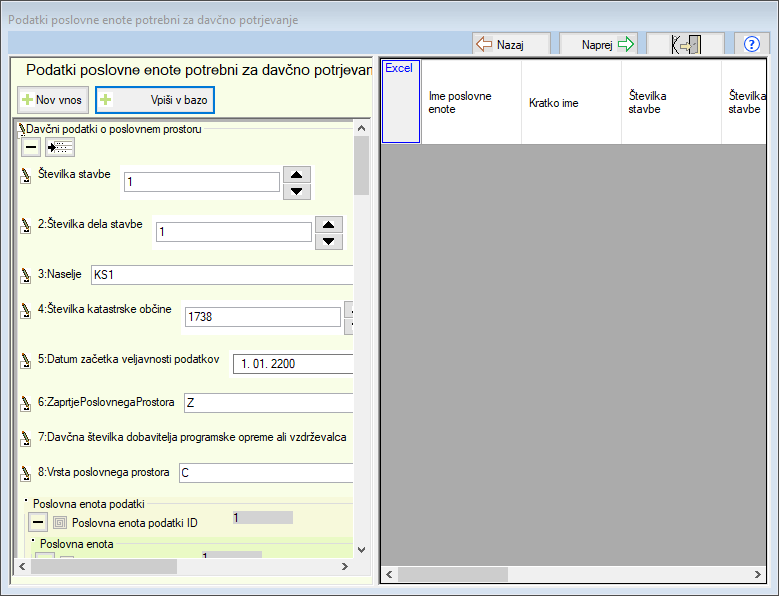 Podatki poslovne enote potrebni za davčno potrjevanje
Nazaj
Naprej
Podatki poslovne enote potrebni za davčno potrjevan
Nov vnos
Vpiši v bazo
Davčni podatki o poslovnem prostoru
Številka stavbe
1
2:Številka dela stavbe
1
3:Naselje
KS1
4:Številka katastrske občine
1738
5:Datum začetka veljavnosti podatkov
1. 01. 2200
6:ZaprtjePoslovnegaProstora
Z
7:Davčna številka dobavitelja programske opreme ali vzdrževalca
8:Vrsta poslovnega prostora
C
Poslovna enota podatki
Poslovna enota podatki ID
1
Poslovna enota
1
Excel
Ime poslovne
enote
Kratko ime
Številka
stavbe
Številka
stavbe